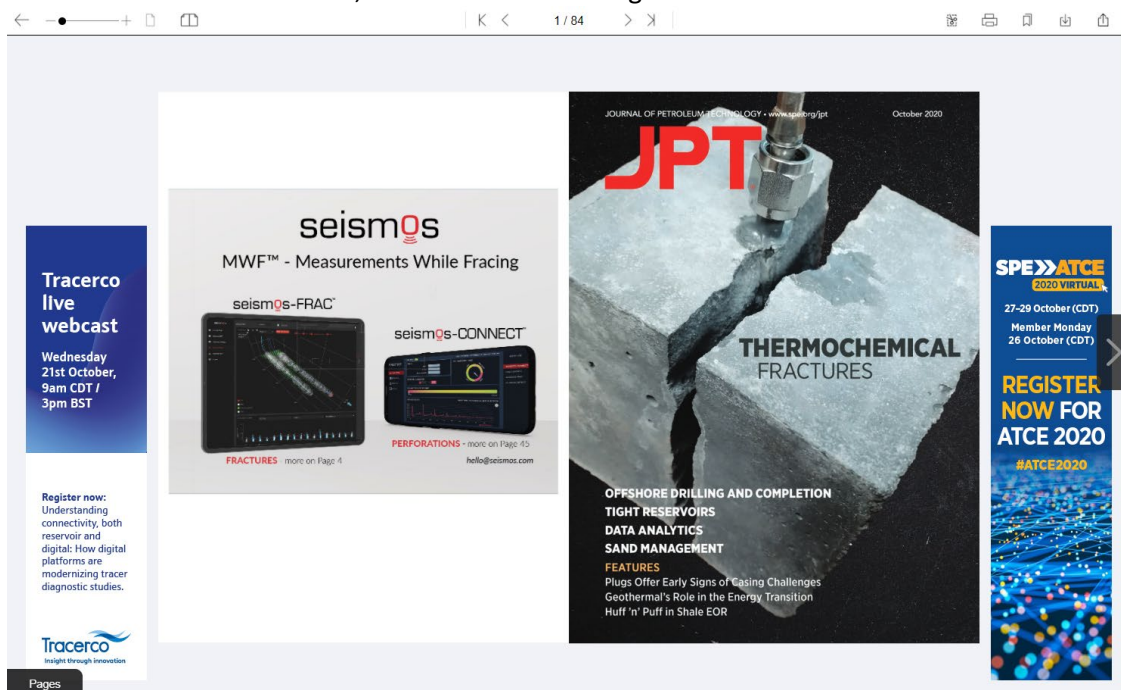 1 / 84
Tracerco
live
webcast
Wednesday
21st October,
9am CDT /
3pm BST
Register now:
Understanding
connectivity, both
reservoir and
digital: How digital
platforms are
modernizing tracer
diagnostic studies.
Tracerco
Insight through innovation
Pages
seismos
MWF™ - Measurements While Fracing
seismos-FRAC
seismos-CONNECT
FRACTURES - more on Page 4
PERFORATIONS - more on Page 45
hello@seismos.com
JOURNAL OF PETROLEUM TECHNOLOGY • www.spe.org/jpt
October 2020
JPT
THERMOCHEMICAL
FRACTURES
OFFSHORE DRILLING AND COMPLETION
TIGHT RESERVOIRS
DATA ANALYTICS
SAND MANAGEMENT
FEATURES
Plugs Offer Early Signs of Casing Challenges
Geothermal's Role in the Energy Transition
Huff 'n' Puff in Shale EOR
SPE ATCE
2020 VIRTUAL
27–29 October (CDT)
Member Monday
26 October (CDT)
REGISTER
NOW FOR
ATCE 2020
#ATCE2020